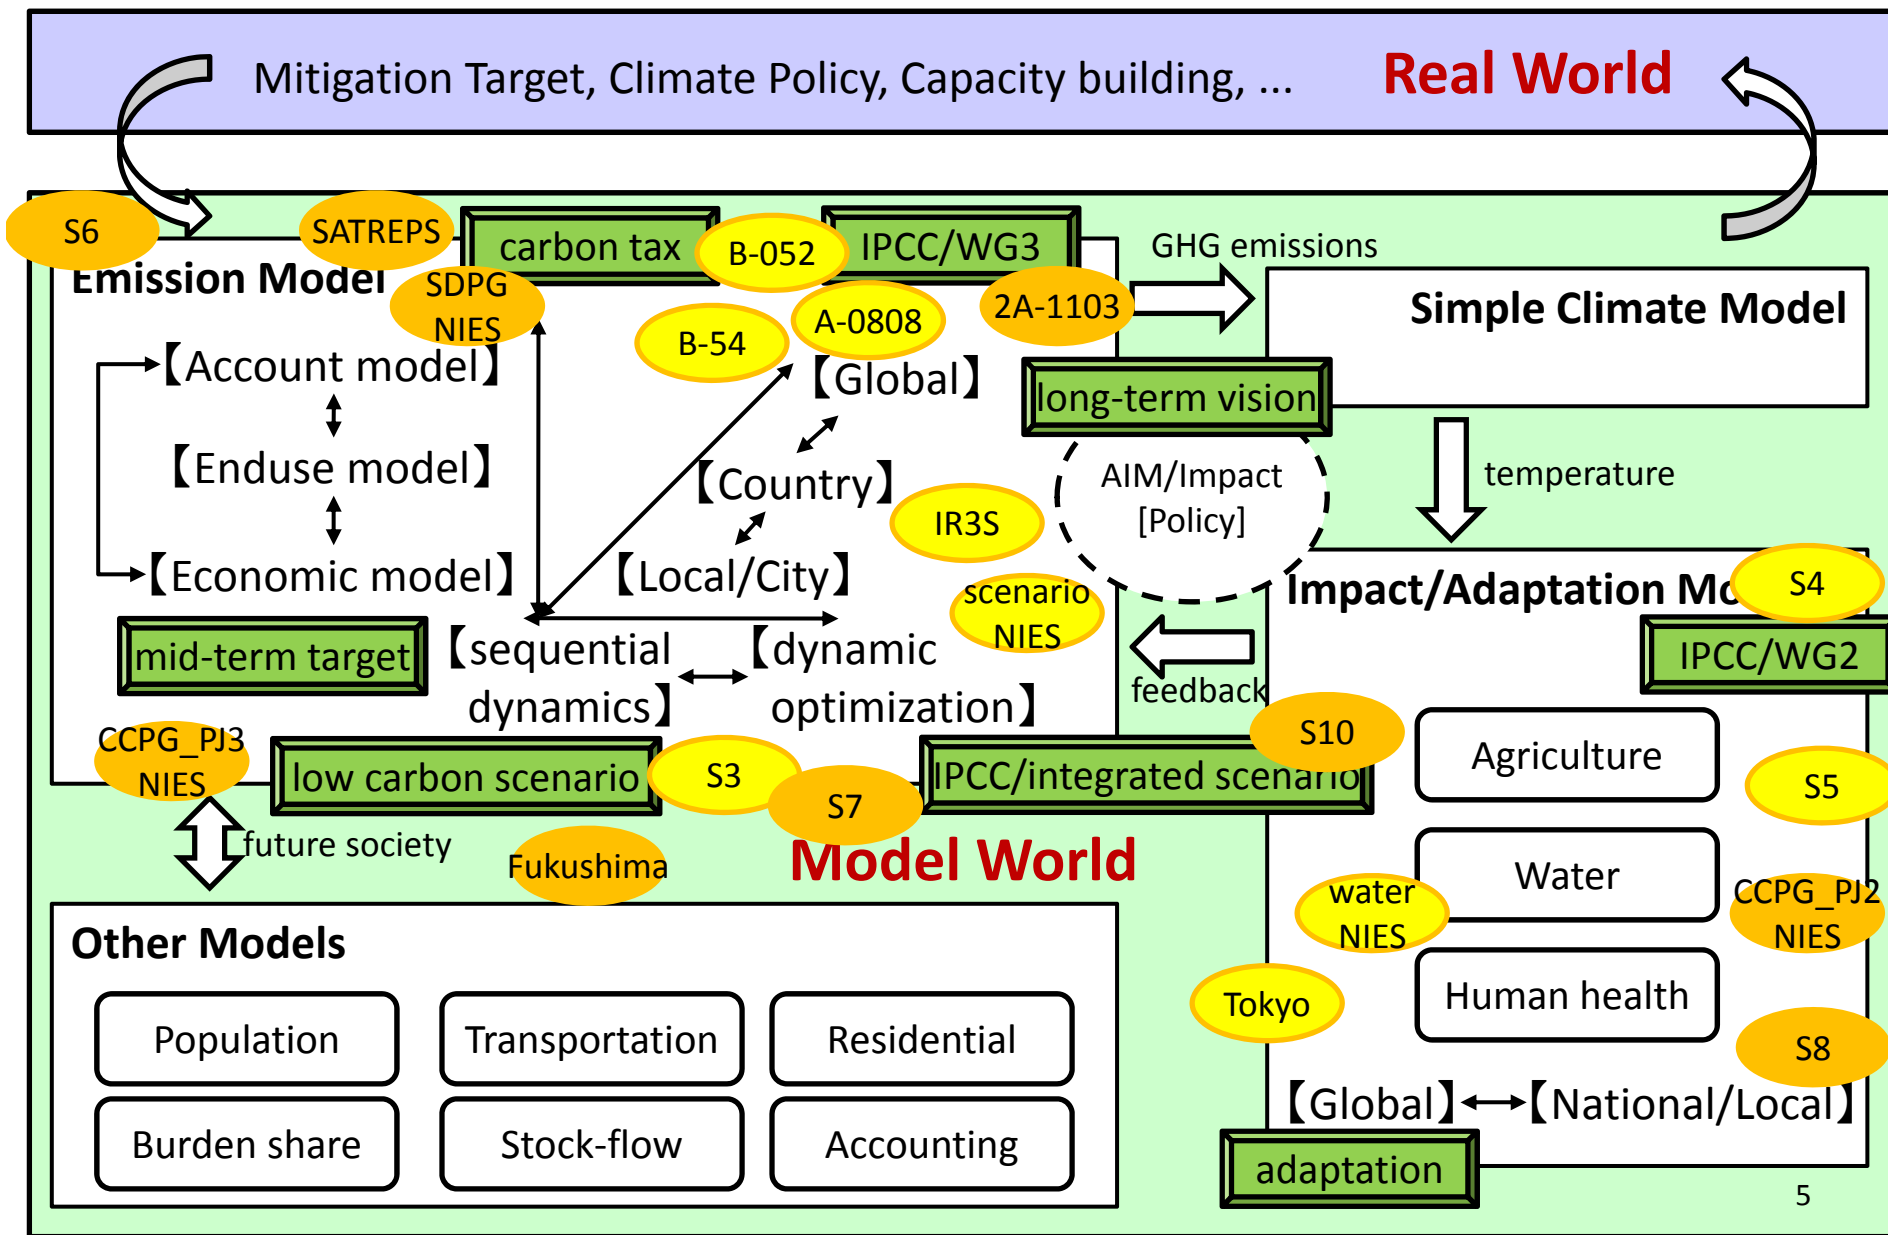 Mitigation Target, Climate Policy, Capacity building, ...
Real World
S6
SATREPS
carbon tax
B-052
IPCC/WG3
GHG emissions
Emission Model
SDPG
NIES
B-54
A-0808
2A-1103
Simple Climate Model
【Account model】
【Global】
long-term vision
【Enduse model】
【Country】
AIM/Impact
[Policy]
temperature
IR3S
【Economic model】
【Local/City】
scenario
NIES
Impact/Adaptation Mo
S4
mid-term target
【sequential
dynamics】
【dynamic
optimization】
feedback
IPCC/WG2
CCPG_PJ3
NIES
low carbon scenario
S3
S7
IPCC/integrated scenario
S10
Agriculture
S5
future society
Fukushima
Model World
Water
water
NIES
CCPG_PJ2
NIES
Other Models
Human health
Tokyo
Population
Transportation
Residential
S8
Burden share
Stock-flow
Accounting
【Global】
【National/Local】
adaptation
5